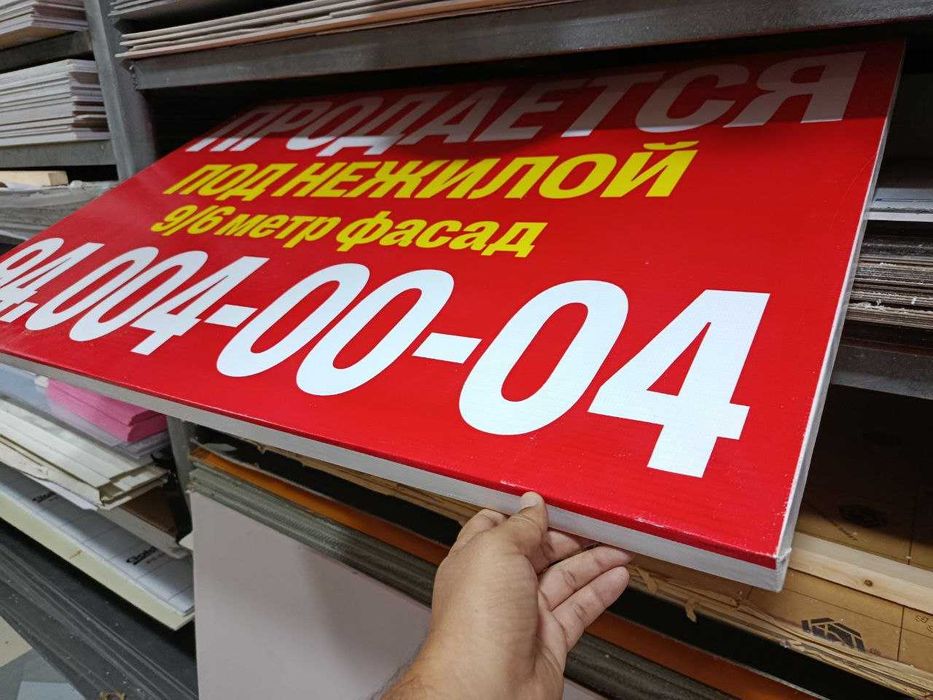 ПРОДАЕТСЯ
ПОД НЕЖИЛОЙ
9/6 метр фасад
94.004-00-04